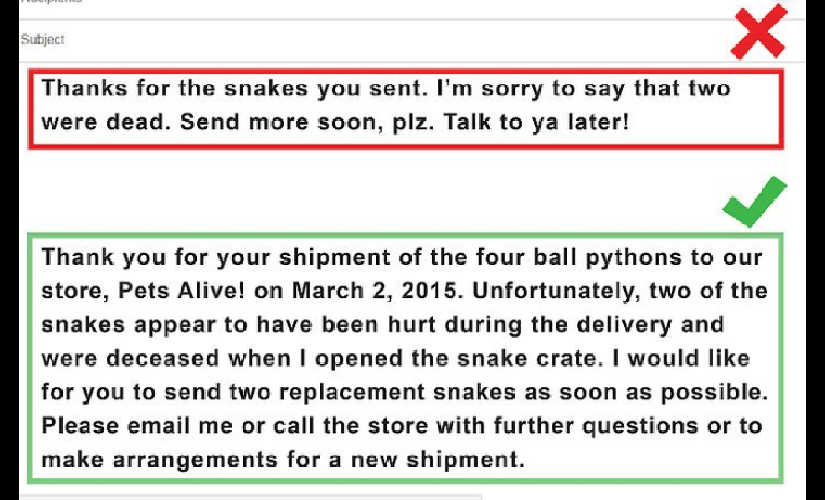 Recipients
Subject
Thanks for the snakes you sent. I'm sorry to say that two
were dead. Send more soon, plz. Talk to ya later!
Thank you for your shipment of the four ball pythons to our
store, Pets Alive! on March 2, 2015. Unfortunately, two of the
snakes appear to have been hurt during the delivery and
were deceased when I opened the snake crate. I would like
for you to send two replacement snakes as soon as possible.
Please email me or call the store with further questions or to
make arrangements for a new shipment.